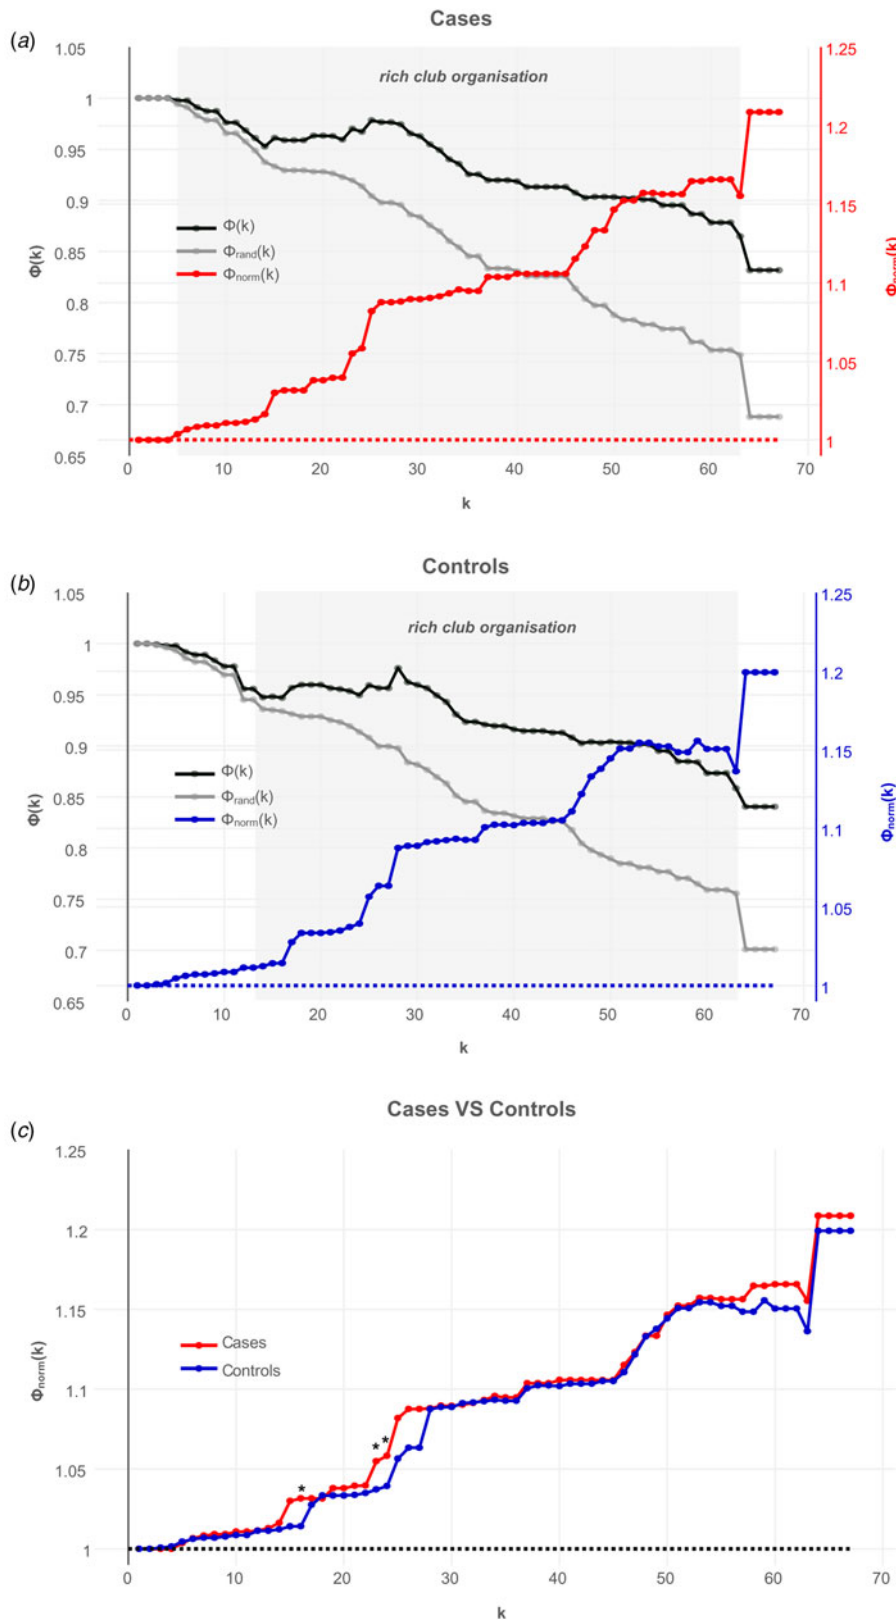 Cases
(a)
1.05
1
0.95
0.9
0.85
0.8
0.75
0.7
0.65
Φ(k)
rich club organisation
Φ(k)
Φrand(k)
Φnorm(k)
1.25
1.2
1.15
1.1
1.05
1
Φnorm(k)
0 10 20 30 40 50 60 70
k
(b)
Controls
1.05
1
0.95
0.9
0.85
0.8
0.75
0.7
0.65
Φ(k)
rich club organisation
Φ(k)
Φrand(k)
Φnorm(k)
1.25
1.2
1.15
1.1
1.05
1
Φnorm(k)
0 10 20 30 40 50 60 70
k
Cases VS Controls
(c)
1.25
1.2
1.15
1.1
1.05
1
Φnorm(k)
Cases
Controls
* * *
0 10 20 30 40 50 60 70
k